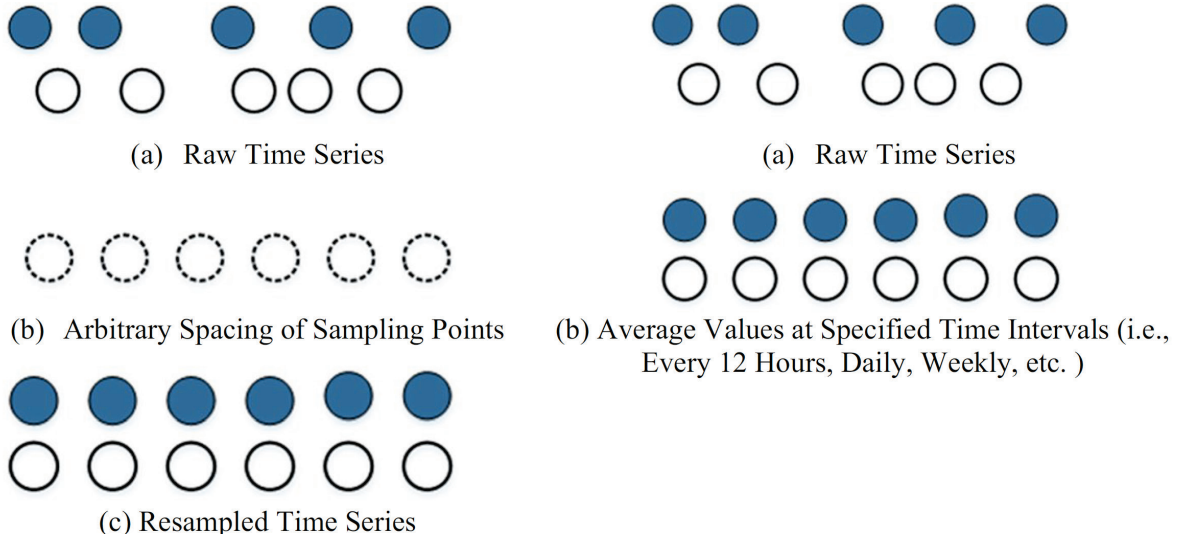 (a) Raw Time Series
(b) Arbitrary Spacing of Sampling Points
(c) Resampled Time Series
(a) Raw Time Series
(b) Average Values at Specified Time Intervals (i.e.,
Every 12 Hours, Daily, Weekly, etc. )